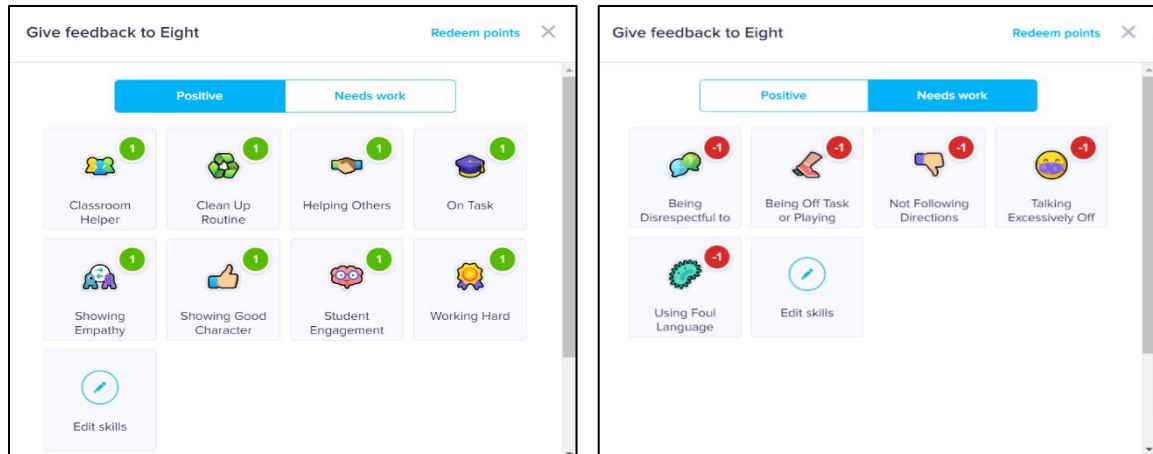 Give feedback to Eight
Redeem points
Positive
Needs work
1
1
1
1
Classroom
Helper
Clean Up
Routine
Helping Others
On Task
1
1
1
1
Showing
Empathy
Showing Good
Character
Student
Engagement
Working Hard
Edit skills
Give feedback to Eight
Redeem points
Positive
Needs work
-1
-1
-1
-1
Being
Disrespectful to
Being Off Task
or Playing
Not Following
Directions
Talking
Excessively Off
-1
Using Foul
Language
Edit skills